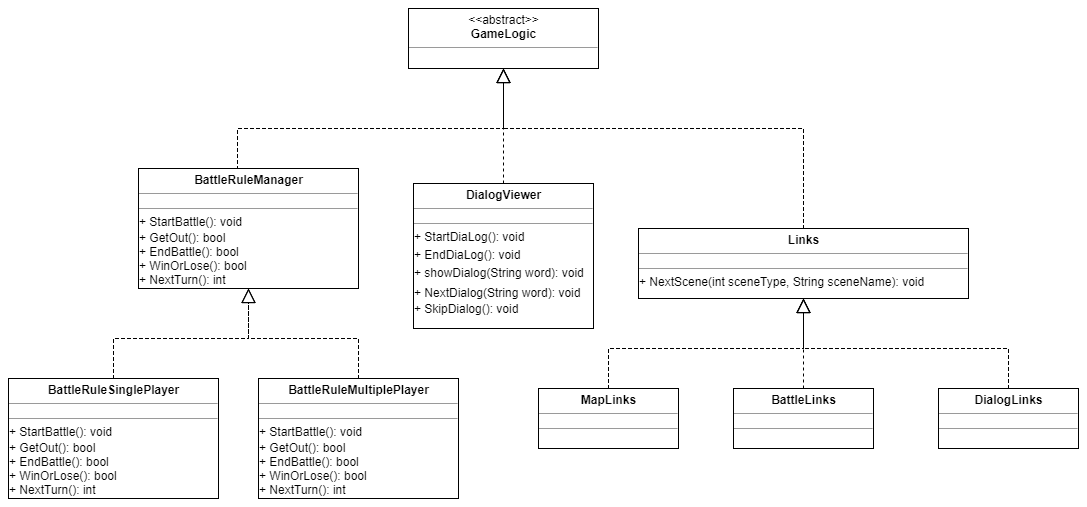 <<abstract>>
GameLogic
BattleRuleManager
+ StartBattle(): void
+ GetOut(): bool
+ EndBattle(): bool
+ WinOrLose(): bool
+ NextTurn(): int
DialogViewer
+ StartDiaLog(): void
+ EndDiaLog(): void
+ showDialog(String word): void
+ NextDialog(String word): void
+ SkipDialog(): void
Links
+ NextScene(int sceneType, String sceneName): void
BattleRuleSinglePlayer
+ StartBattle(): void
+ GetOut(): bool
+ EndBattle(): bool
+ WinOrLose(): bool
+ NextTurn(): int
BattleRuleMultiplePlayer
+ StartBattle(): void
+ GetOut(): bool
+ EndBattle(): bool
+ WinOrLose(): bool
+ NextTurn(): int
MapLinks
BattleLinks
DialogLinks